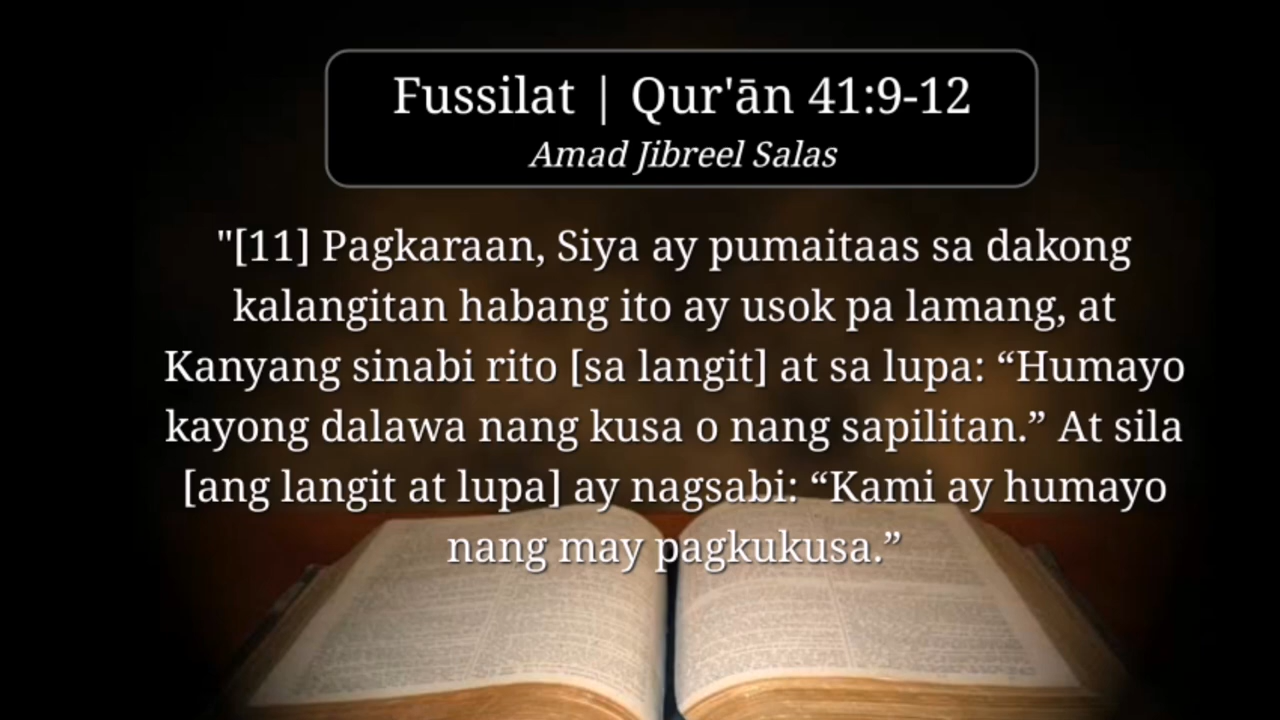 Fussilat | Qur'ān 41:9-12
Amad Jibreel Salas
"[11] Pagkaraan, Siya ay pumaitaas sa dakong
kalangitan habang ito ay usok pa lamang, at
Kanyang sinabi rito [sa langit] at sa lupa: “Humayo
kayong dalawa nang kusa o nang sapilitan.” At sila
[ang langit at lupa] ay nagsabi: “Kami ay humayo
nang may pagkukusa.”